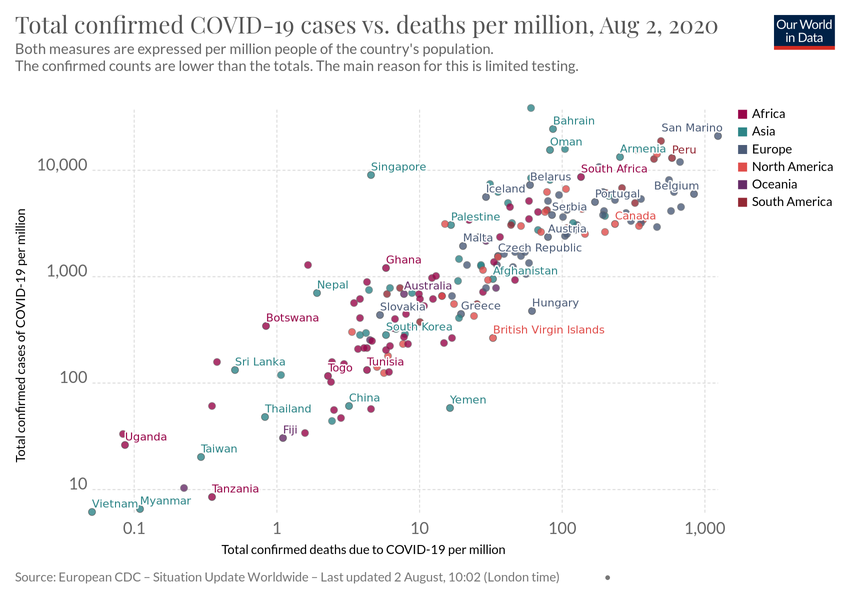 Total confirmed COVID-19 cases vs. deaths per million, Aug 2, 2020
Our World
in Data
Both measures are expressed per million people of the country's population.
The confirmed counts are lower than the totals. The main reason for this is limited testing.
Total confirmed cases of COVID-19 per million
10,000
1,000
100
10
Bahrain
San Marino
Oman
Armenia
Peru
Singapore
South Africa
Belarus
Iceland
Portugal
Belgium
Serbia
Palestine
Canada
Austria
Malta
Czech Republic
Ghana
Afghanistan
Nepal
Australia
Slovakia
Greece
Hungary
Botswana
South Korea
British Virgin Islands
Sri Lanka
Togo
Tunisia
China
Yemen
Thailand
Fiji
Uganda
Taiwan
Tanzania
Vietnam
Myanmar
0.1
1
10
100
1,000
Total confirmed deaths due to COVID-19 per million
Africa
Asia
Europe
North America
Oceania
South America
Source: European CDC – Situation Update Worldwide – Last updated 2 August, 10:02 (London time)